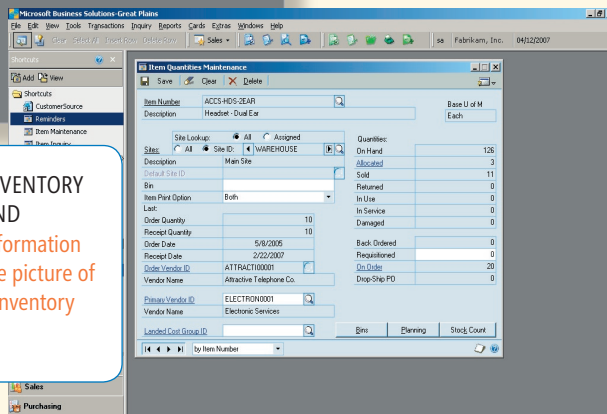 Microsoft Business Solutions-Great Plains
File Edit View Tools Transactions Inquiry Reports Cards Extras Windows Help
Clear Select All Insert Row Delete Row Sales
sa Fabrikam, Inc. 04/12/2007
Shortcuts
Add View
Shortcuts
CustomerSource
Reminders
Item Maintenance
Item Inquiry
VENTORY
ND
formation
e picture of
nventory
Sales
Purchasing
Item Quantities Maintenance
Save Clear Delete
Item Number ACCS-HDS-2EAR
Base U of M
Description Headset - Dual Ear
Each
Site Lookup: All Assigned
Quantities:
Sites: All Site ID: WAREHOUSE
On Hand 126
Description Main Site
Allocated 3
Default Site ID
Sold 11
Bin
Returned 0
Item Print Option Both
In Use 0
Last:
In Service 0
Order Quantity 10
Damaged 0
Receipt Quantity 10
Order Date 5/8/2005
Back Ordered 0
Receipt Date 2/22/2007
Requisitioned 0
Order Vendor ID ATTRACTI00001
On Order 20
Vendor Name Attractive Telephone Co.
Drop-Ship PO 0
Primary Vendor ID ELECTRON0001
Vendor Name Electronic Services
Landed Cost Group ID
Bins Planning Stock Count
by Item Number